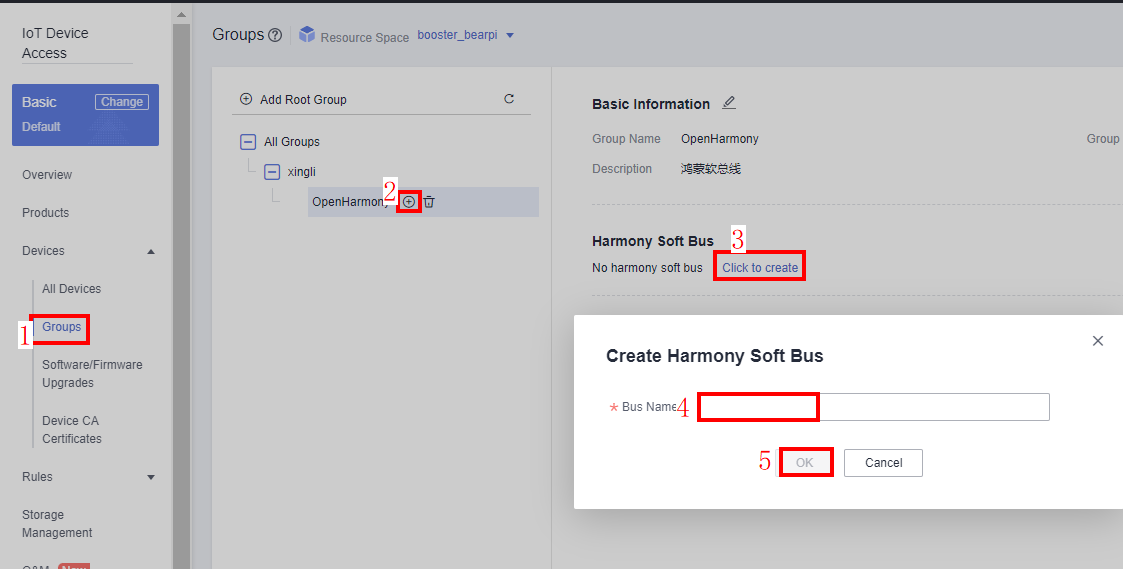 IoT Device
Access
Basic
Change
Default
Overview
Products
Devices
All Devices
1
Groups
Software/Firmware
Upgrades
Device CA
Certificates
Rules
Storage
Management
Groups
Resource Space
booster_bearpi
Add Root Group
All Groups
xingli
2
OpenHarmony
Basic Information
Group Name
OpenHarmony
Group
Description
鸿蒙软总线
Harmony Soft Bus
3
No harmony soft bus
Click to create
Create Harmony Soft Bus
* Bus Name
4
5
OK
Cancel